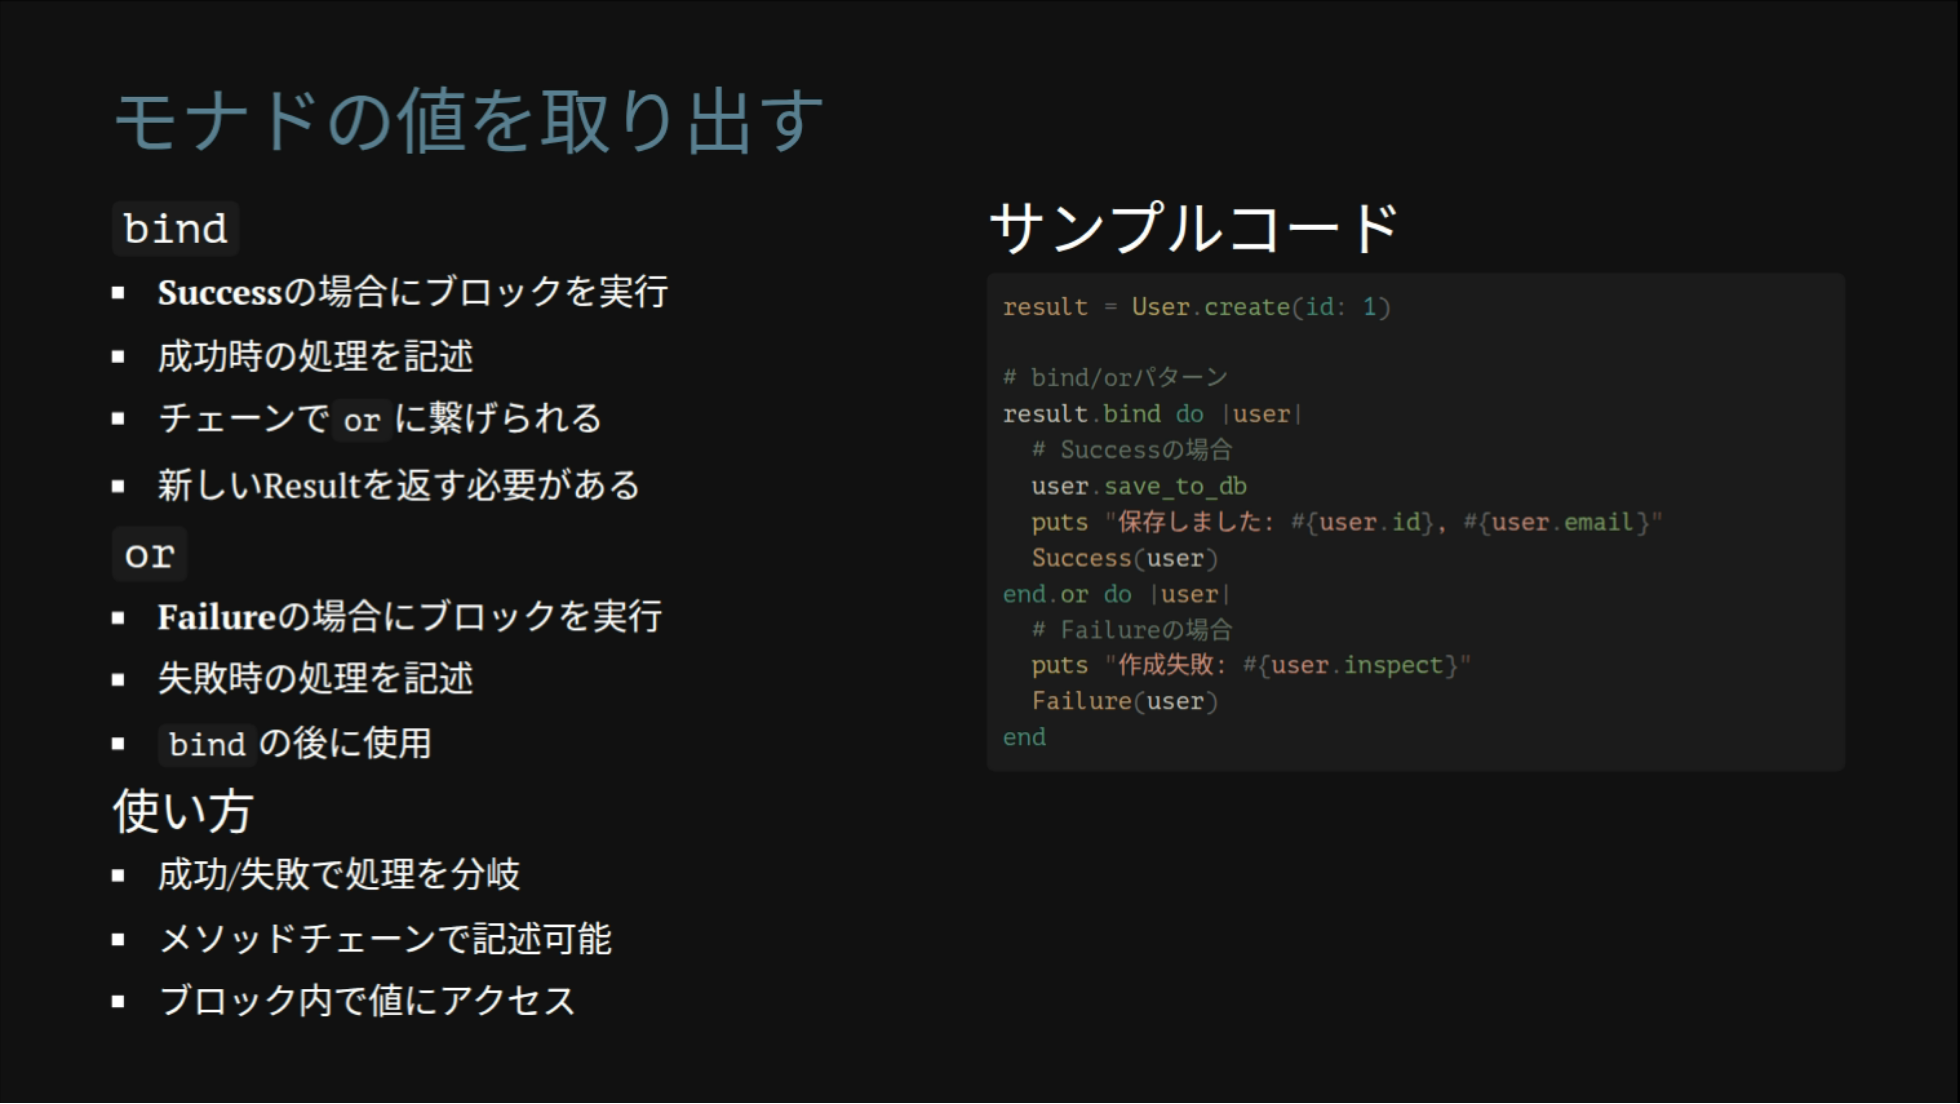 モナドの値を取り出す
bind
Successの場合にブロックを実行
成功時の処理を記述
チェーンで or に繋げられる
新しいResultを返す必要がある
or
Failureの場合にブロックを実行
失敗時の処理を記述
bind の後に使用
使い方
成功/失敗で処理を分岐
メソッドチェーンで記述可能
ブロック内で値にアクセス
サンプルコード
result = User.create(id: 1)
# bind/orパターン
result.bind do |user|
  # Successの場合
  user.save_to_db
  puts "保存しました: #{user.id}, #{user.email}"
  Success(user)
end.or do |user|
  # Failureの場合
  puts "作成失敗: #{user.inspect}"
  Failure(user)
end